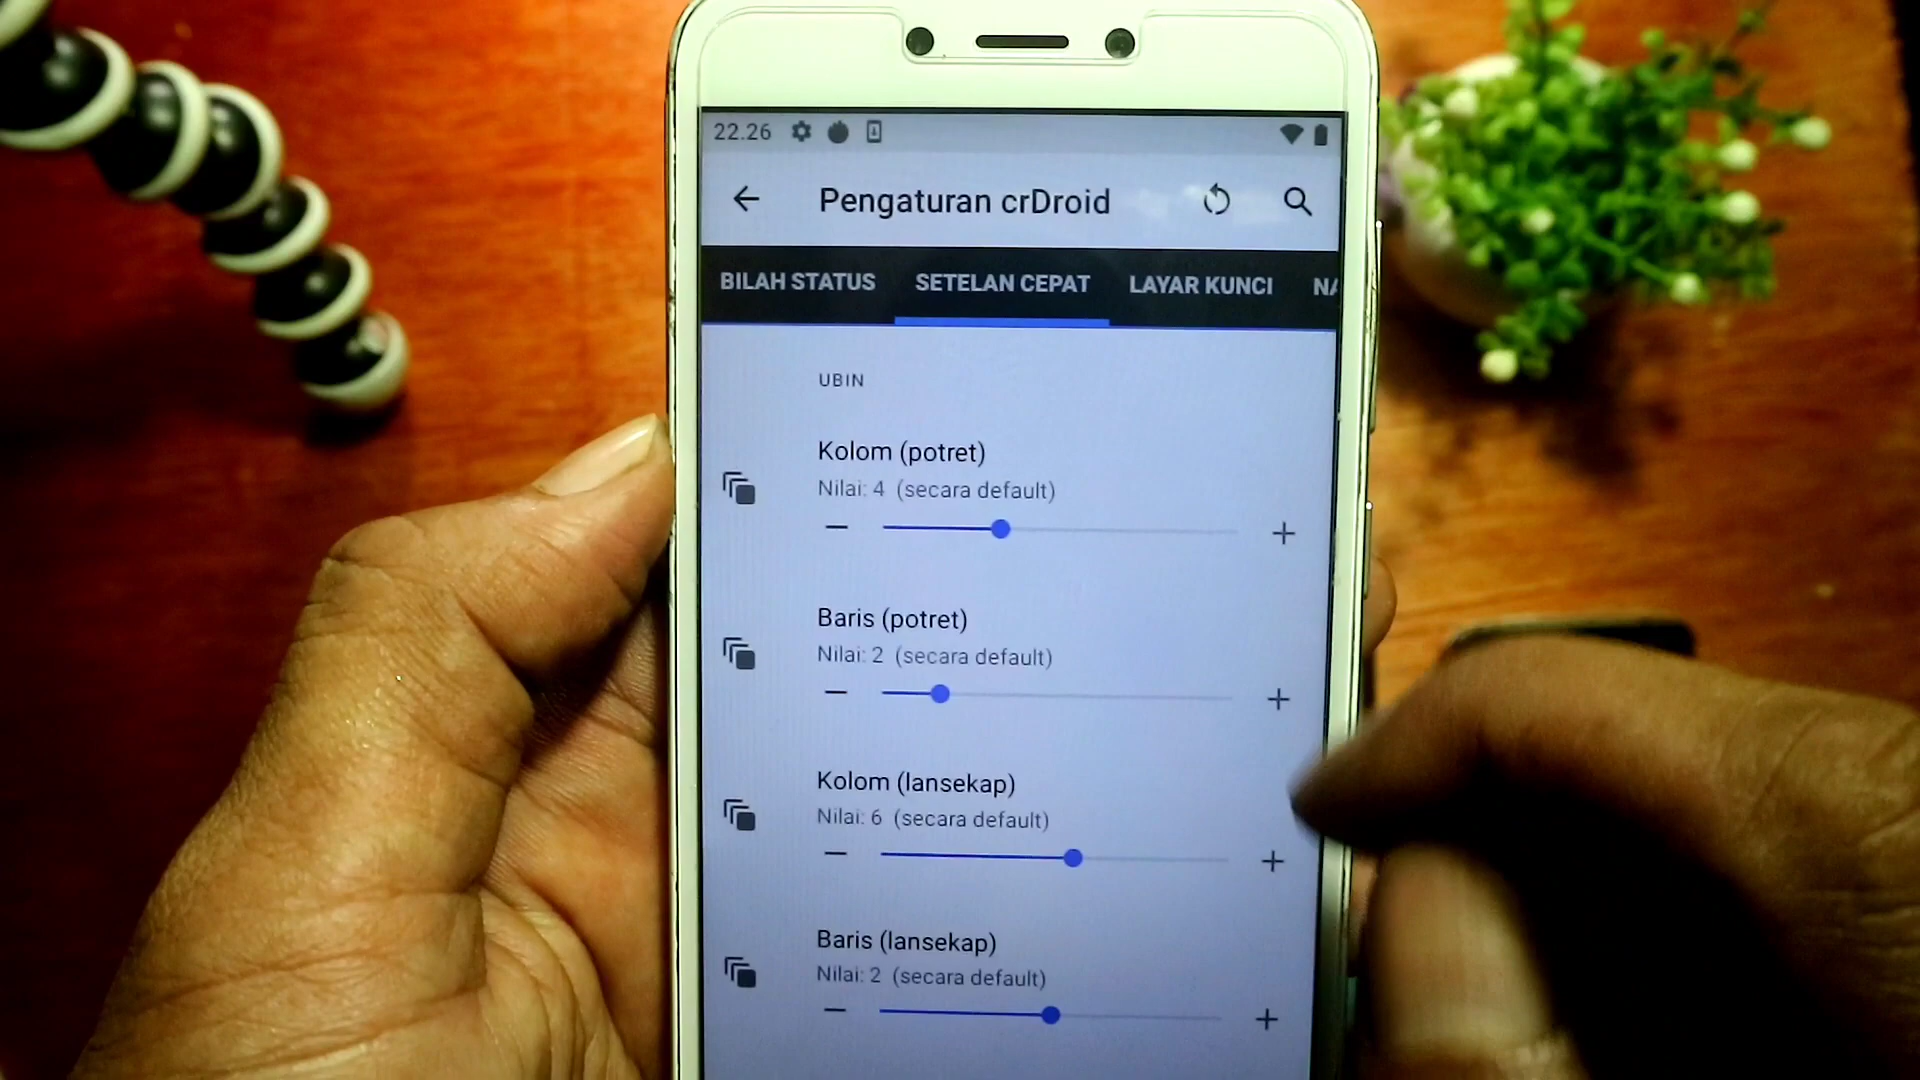 22.26
Pengaturan crDroid
BILAH STATUS SETELAN CEPAT LAYAR KUNCI
UBIN
Kolom (potret)
Nilai: 4 (secara default)
Baris (potret)
Nilai: 2 (secara default)
Kolom (lansekap)
Nilai: 6 (secara default)
Baris (lansekap)
Nilai: 2 (secara default)